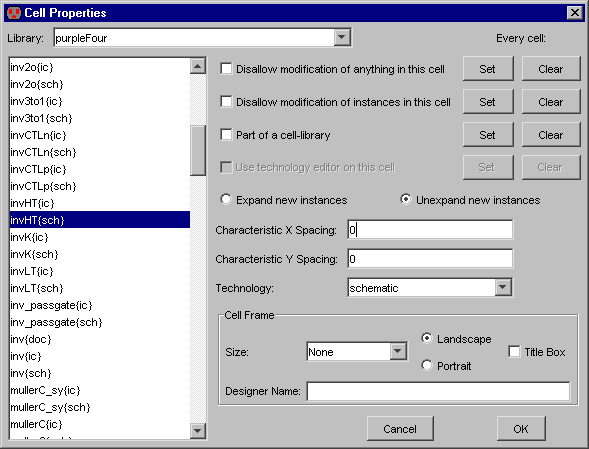 Cell Properties
Library: purpleFour Every cell:
inv2o{ic}
inv2o{sch}
inv3to1{ic}
inv3to1{sch}
invCTLn{ic}
invCTLn{sch}
invCTLp{ic}
invCTLp{sch}
invHT{ic}
invHT{sch}
invK{ic}
invK{sch}
invLT{ic}
invLT{sch}
inv_passgate{ic}
inv_passgate{sch}
inv{doc}
inv{ic}
inv{sch}
mullerC_sy{ic}
mullerC_sy{sch}
mullerC{ic}
Disallow modification of anything in this cell Set Clear
Disallow modification of instances in this cell Set Clear
Part of a cell-library Set Clear
Use technology editor on this cell Set Clear
Expand new instances Unexpand new instances
Characteristic X Spacing: 0
Characteristic Y Spacing: 0
Technology: schematic
Cell Frame
Size: None Landscape Title Box
Portrait
Designer Name:
Cancel OK